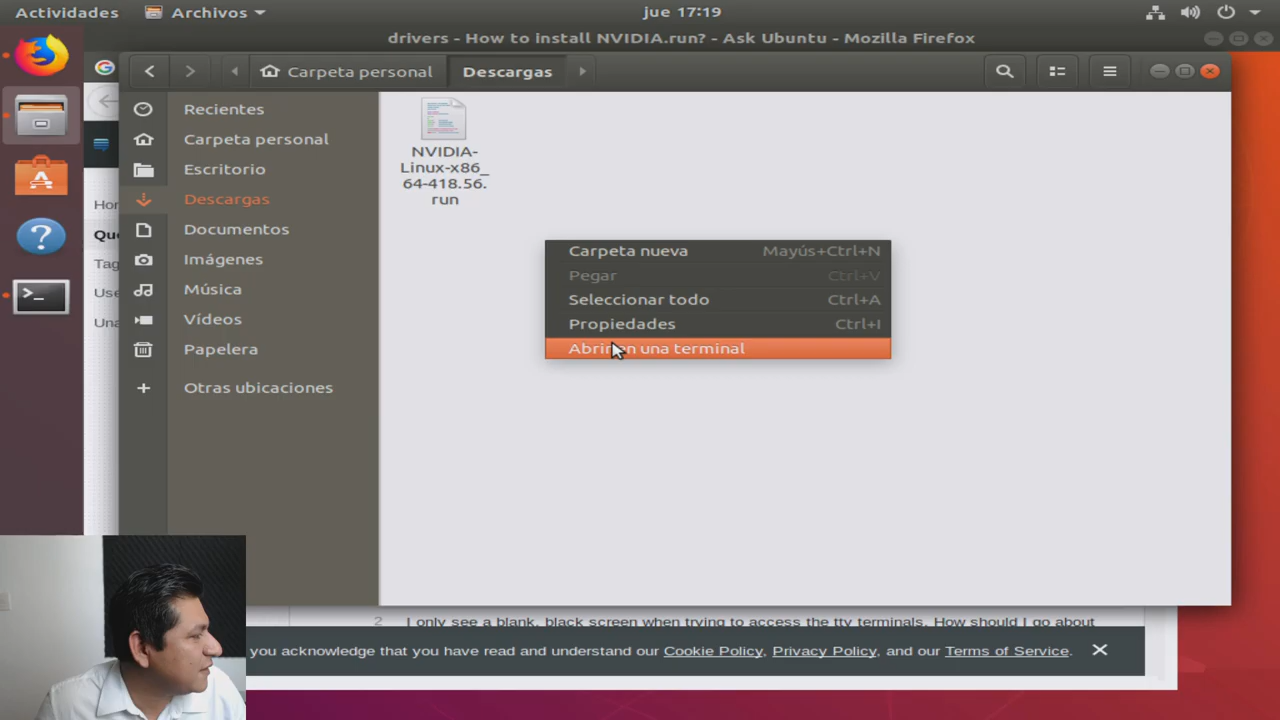 Actividades
Archivos
jue 17:19
drivers - How to install NVIDIA.run? - Ask Ubuntu - Mozilla Firefox
Carpeta personal
Descargas
Recientes
Carpeta personal
Escritorio
Descargas
Documentos
Imágenes
Música
Vídeos
Papelera
Otras ubicaciones
NVIDIA-
Linux-x86_
64-418.56.
run
Carpeta nueva Mayús+Ctrl+N
Pegar Ctrl+V
Seleccionar todo Ctrl+A
Propiedades Ctrl+I
Abrir en una terminal
Hor
Que
Tag
Use
Una
2 I only see a blank, black screen when trying to access the tty terminals. How should I go about
you acknowledge that you have read and understand our Cookie Policy, Privacy Policy, and our Terms of Service.